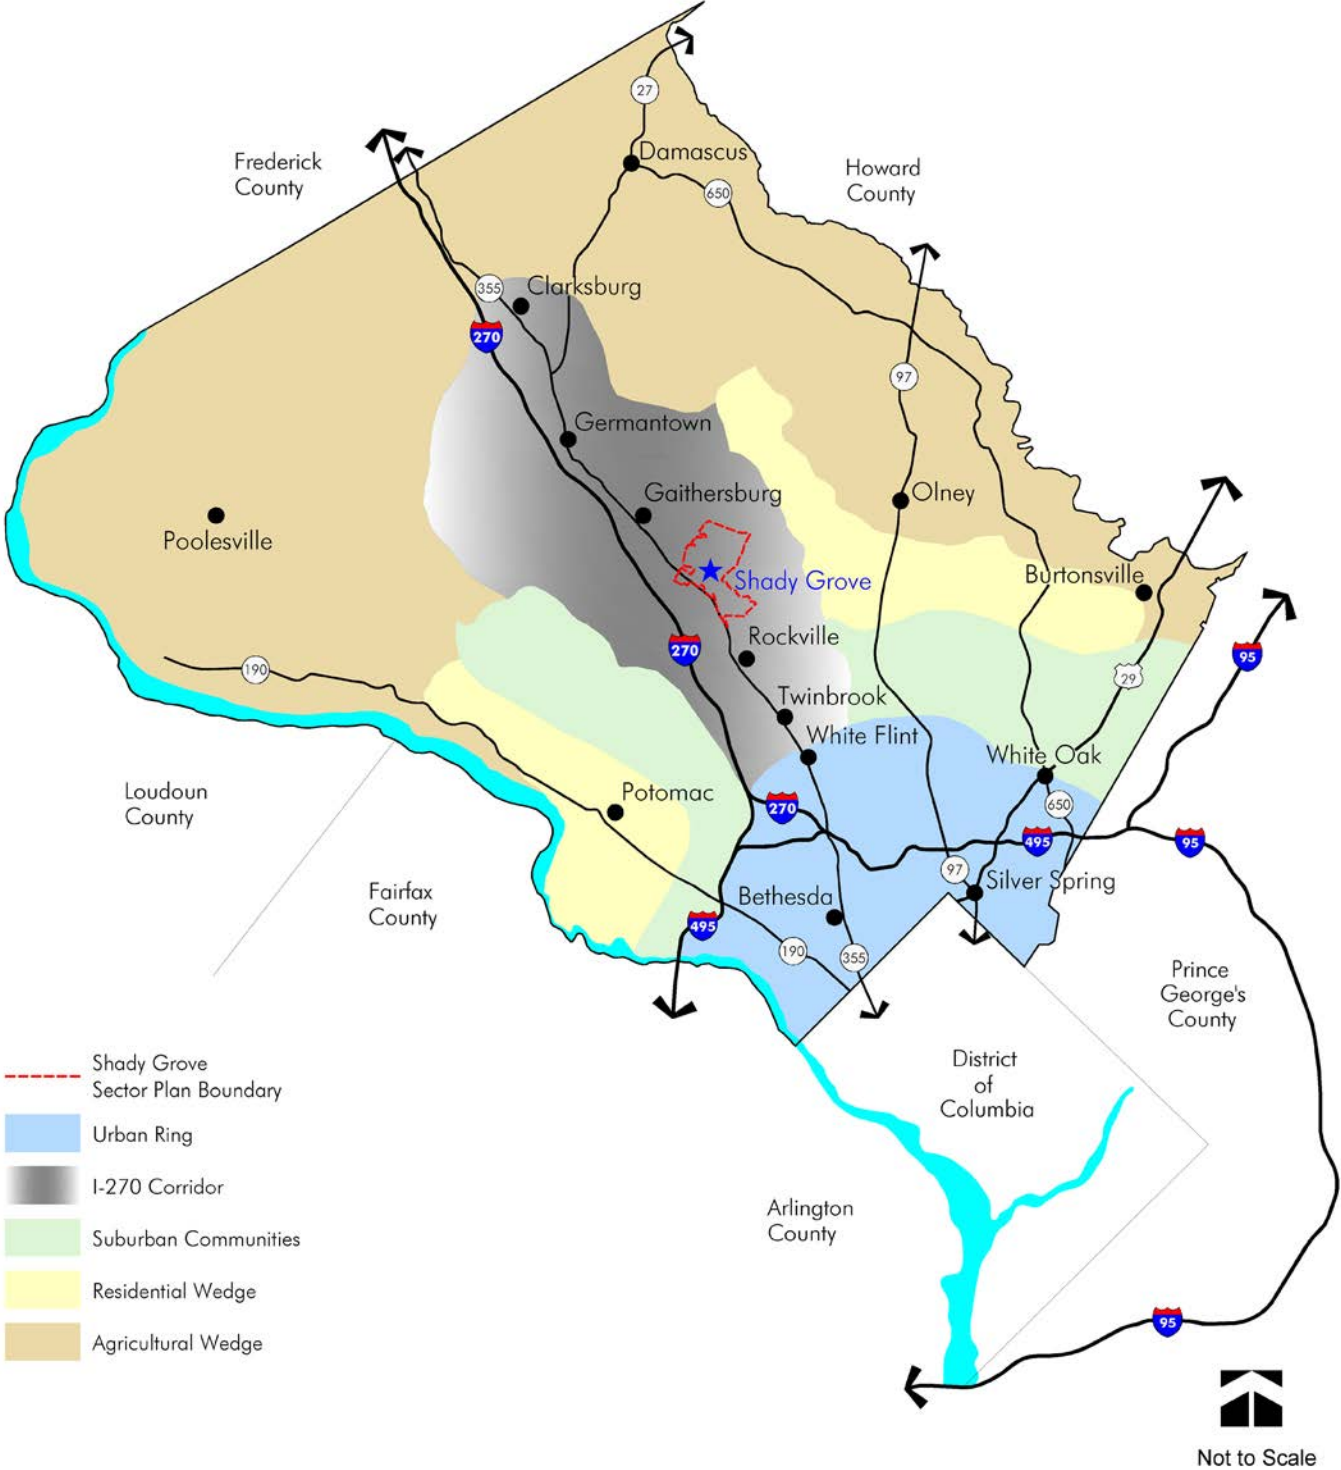 27
Damascus
Frederick
County
Howard
County
650
355
Clarksburg
270
97
Germantown
Gaithersburg
Olney
Poolesville
Shady Grove
Burtonsville
Rockville
270
95
190
29
Twinbrook
White Flint
White Oak
Loudoun
County
Potomac
270
650
495
95
97
Silver Spring
Fairfax
County
Bethesda
495
190
355
Prince
George's
County
District
of
Columbia
Shady Grove
Sector Plan Boundary
Urban Ring
I-270 Corridor
Suburban Communities
Residential Wedge
Agricultural Wedge
Arlington
County
95
Not to Scale